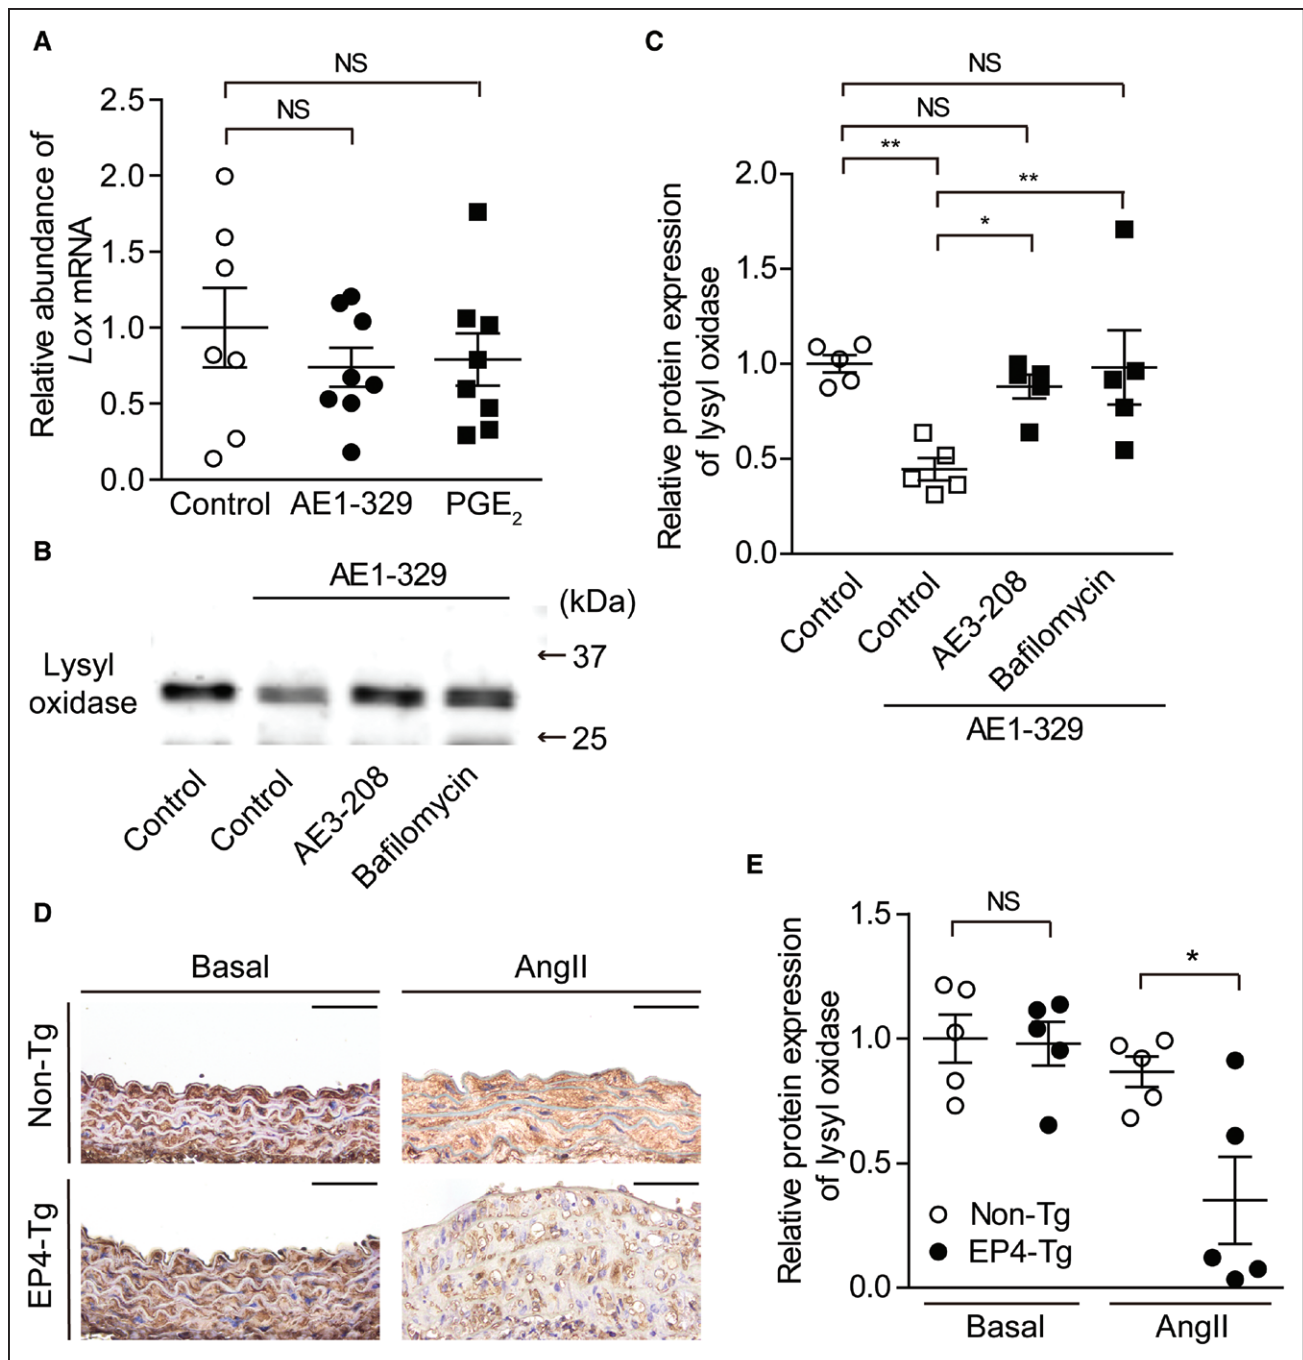 A
NS
NS
2.5
2.0
1.5
1.0
0.5
0.0
Relative abundance of
Lox mRNA
Control AE1-329 PGE2
B
AE1-329
(kDa)
Lysyl
oxidase
← 37
← 25
Control
Control
AE3-208
Bafilomycin
C
NS
NS
**
**
*
2.0
1.5
1.0
0.5
0.0
Relative protein expression
of lysyl oxidase
Control
Control
AE3-208
Bafilomycin
AE1-329
D
Basal AngII
Non-Tg
EP4-Tg
E
NS
*
1.5
1.0
0.5
0.0
Relative protein expression
of lysyl oxidase
Non-Tg
EP4-Tg
Basal AngII